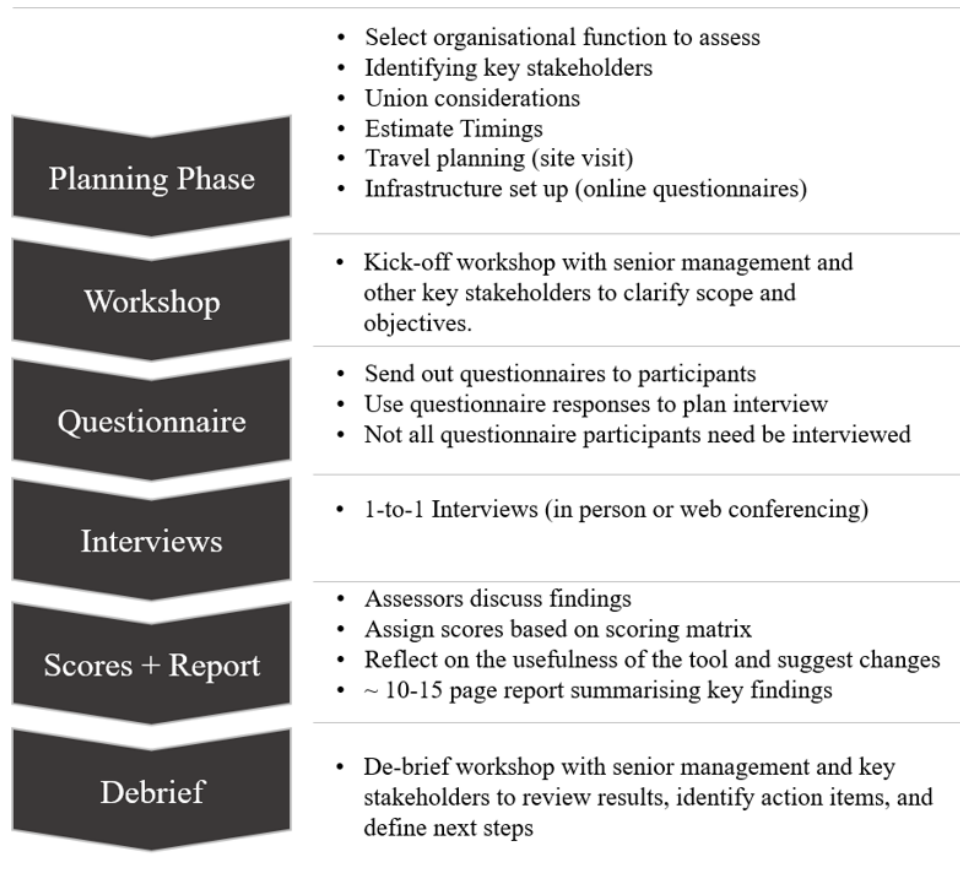 • Select organisational function to assess
• Identifying key stakeholders
• Union considerations
• Estimate Timings
• Travel planning (site visit)
• Infrastructure set up (online questionnaires)
Planning Phase
• Kick-off workshop with senior management and
other key stakeholders to clarify scope and
objectives.
Workshop
• Send out questionnaires to participants
• Use questionnaire responses to plan interview
• Not all questionnaire participants need be interviewed
Questionnaire
• 1-to-1 Interviews (in person or web conferencing)
Interviews
• Assessors discuss findings
• Assign scores based on scoring matrix
• Reflect on the usefulness of the tool and suggest changes
• ~ 10-15 page report summarising key findings
Scores + Report
• De-brief workshop with senior management and key
stakeholders to review results, identify action items, and
define next steps
Debrief